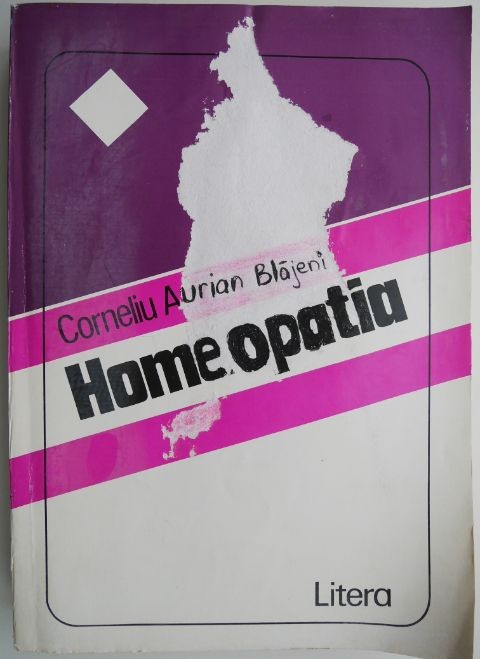 Corneliu Aurian Blăjeni
Homeopatia
Litera